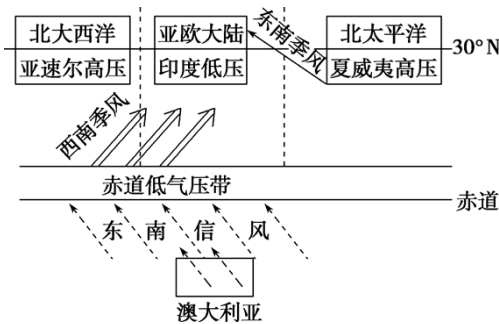 北大西洋
亚速尔高压
亚欧大陆
印度低压
东南季风
北太平洋
夏威夷高压
30°N
西南季风
赤道低气压带
赤道
东南信风
澳大利亚